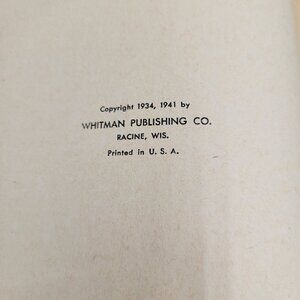 Copyright 1934, 1941 by
WHITMAN PUBLISHING CO.
RACINE, WIS.
Printed in U. S. A.